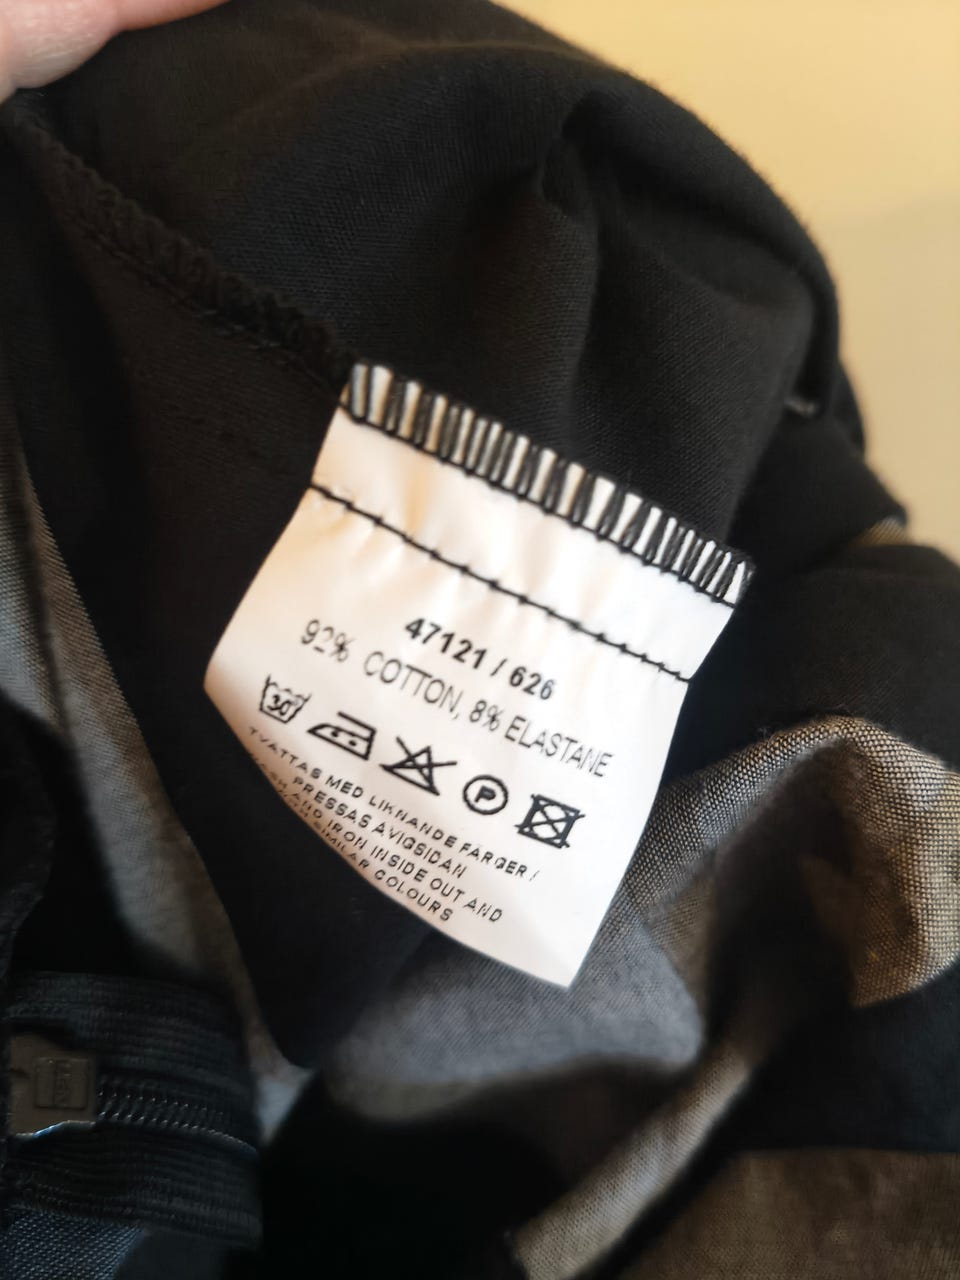 47121 / 626
92% COTTON, 8% ELASTANE
30
P
TVÄTTAS MED LIKNANDE FÄRGER /
PRESSAS AVIGSIDAN
AND IRON INSIDE OUT AND
SIMILAR COLOURS